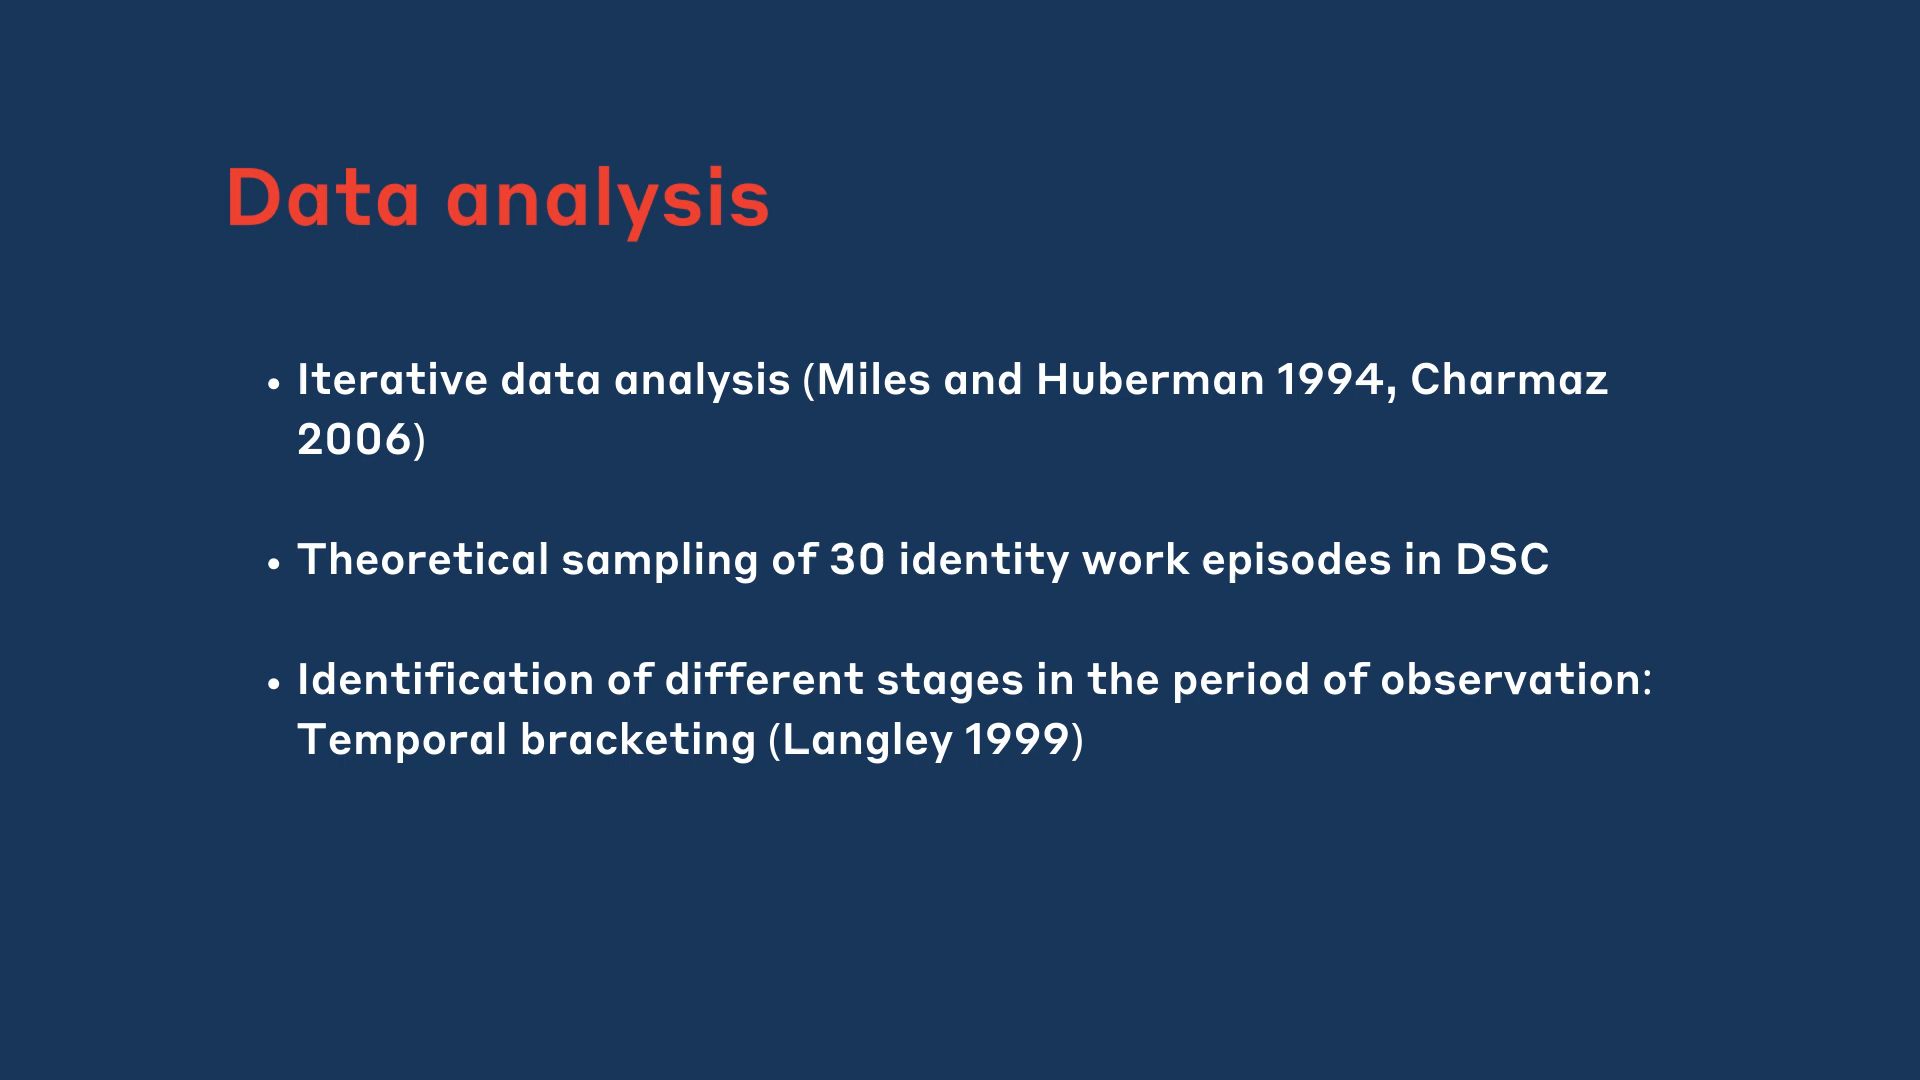 Data analysis
• Iterative data analysis (Miles and Huberman 1994, Charmaz
2006)
• Theoretical sampling of 30 identity work episodes in DSC
• Identification of different stages in the period of observation:
Temporal bracketing (Langley 1999)